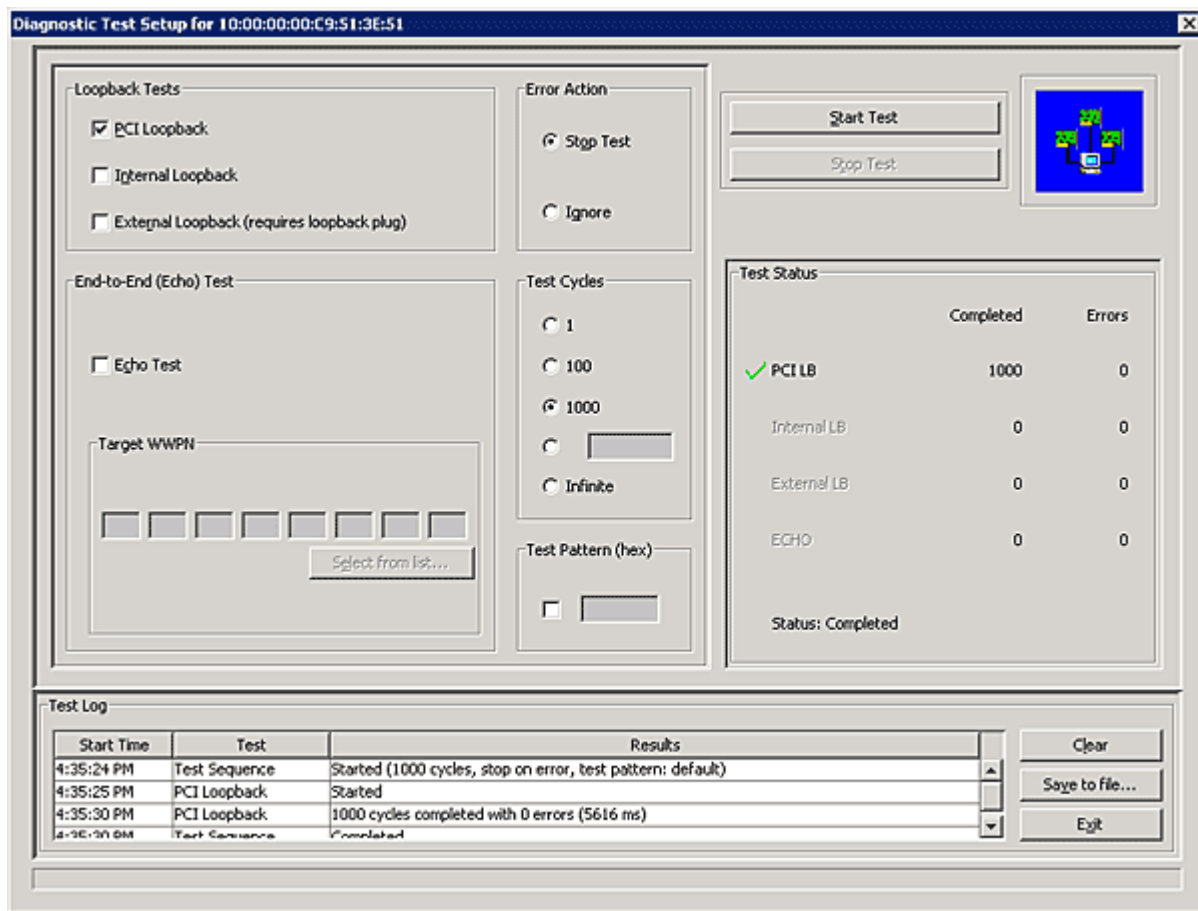 Diagnostic Test Setup for 10:00:00:00:C9:51:3E:51
Loopback Tests
PCI Loopback
Internal Loopback
External Loopback (requires loopback plug)
Error Action
Stop Test
Ignore
Start Test
Stop Test
End-to-End (Echo) Test
Echo Test
Target WWPN
Select from list...
Test Cycles
1
100
1000
Infinite
Test Pattern (hex)
Test Status
Completed Errors
PCI LB 1000 0
Internal LB 0 0
External LB 0 0
ECHO 0 0
Status: Completed
Test Log
Start Time Test Results
4:35:24 PM Test Sequence Started (1000 cycles, stop on error, test pattern: default)
4:35:25 PM PCI Loopback Started
4:35:30 PM PCI Loopback 1000 cycles completed with 0 errors (5616 ms)
4:35:30 PM Test Sequence Completed
Clear
Save to file...
Exit